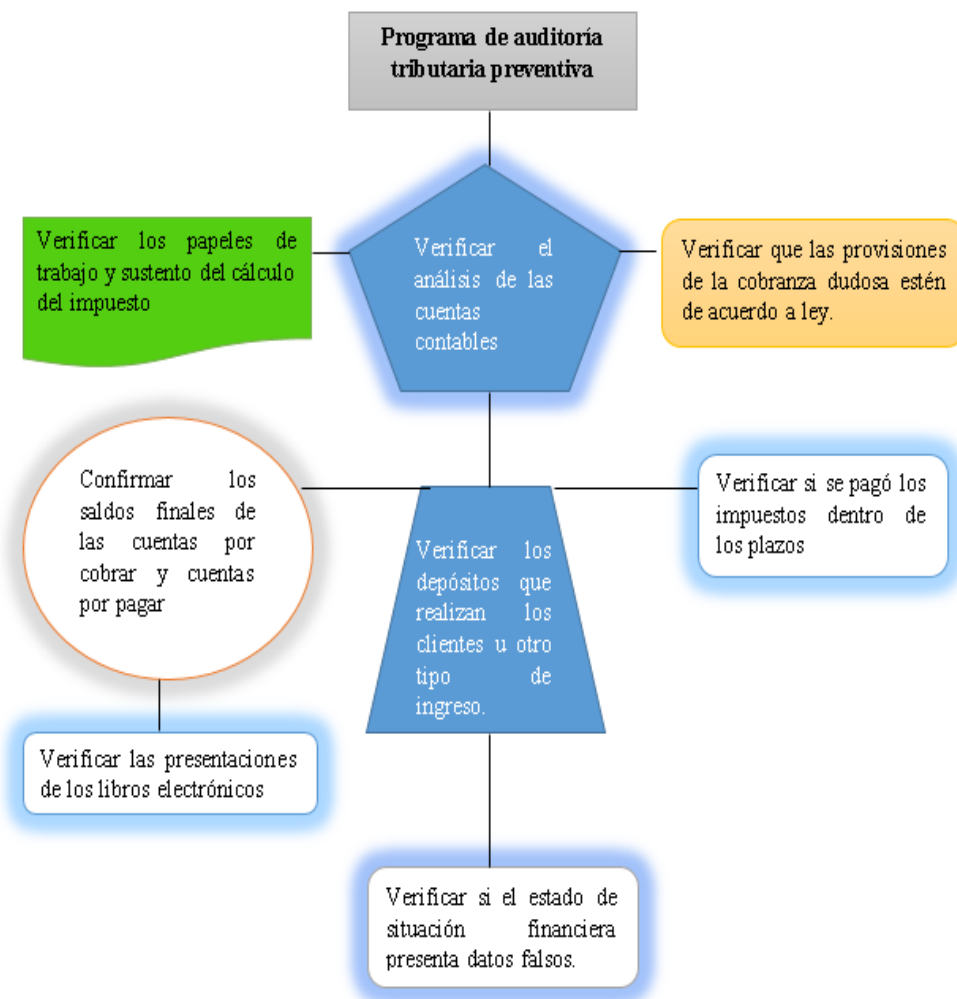 Programa de auditoría
tributaria preventiva
Verificar los papeles de
trabajo y sustento del cálculo
del impuesto
Verificar el
análisis de las
cuentas
contables
Verificar que las provisiones
de la cobranza dudosa estén
de acuerdo a ley.
Confirmar los
saldos finales de
las cuentas por
cobrar y cuentas
por pagar
Verificar los
depósitos que
realizan los
clientes u otro
tipo de
ingreso.
Verificar si se pagó los
impuestos dentro de
los plazos
Verificar las presentaciones
de los libros electrónicos
Verificar si el estado de
situación financiera
presenta datos falsos.